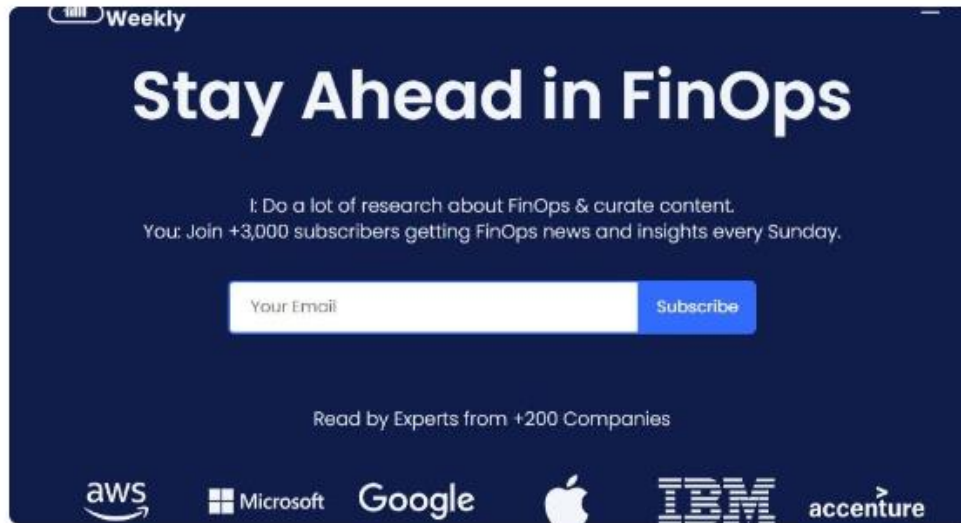 Weekly
Stay Ahead in FinOps
I: Do a lot of research about FinOps & curate content.
You: Join +3,000 subscribers getting FinOps news and insights every Sunday.
Your Email Subscribe
Read by Experts from +200 Companies
aws Microsoft Google IBM accenture